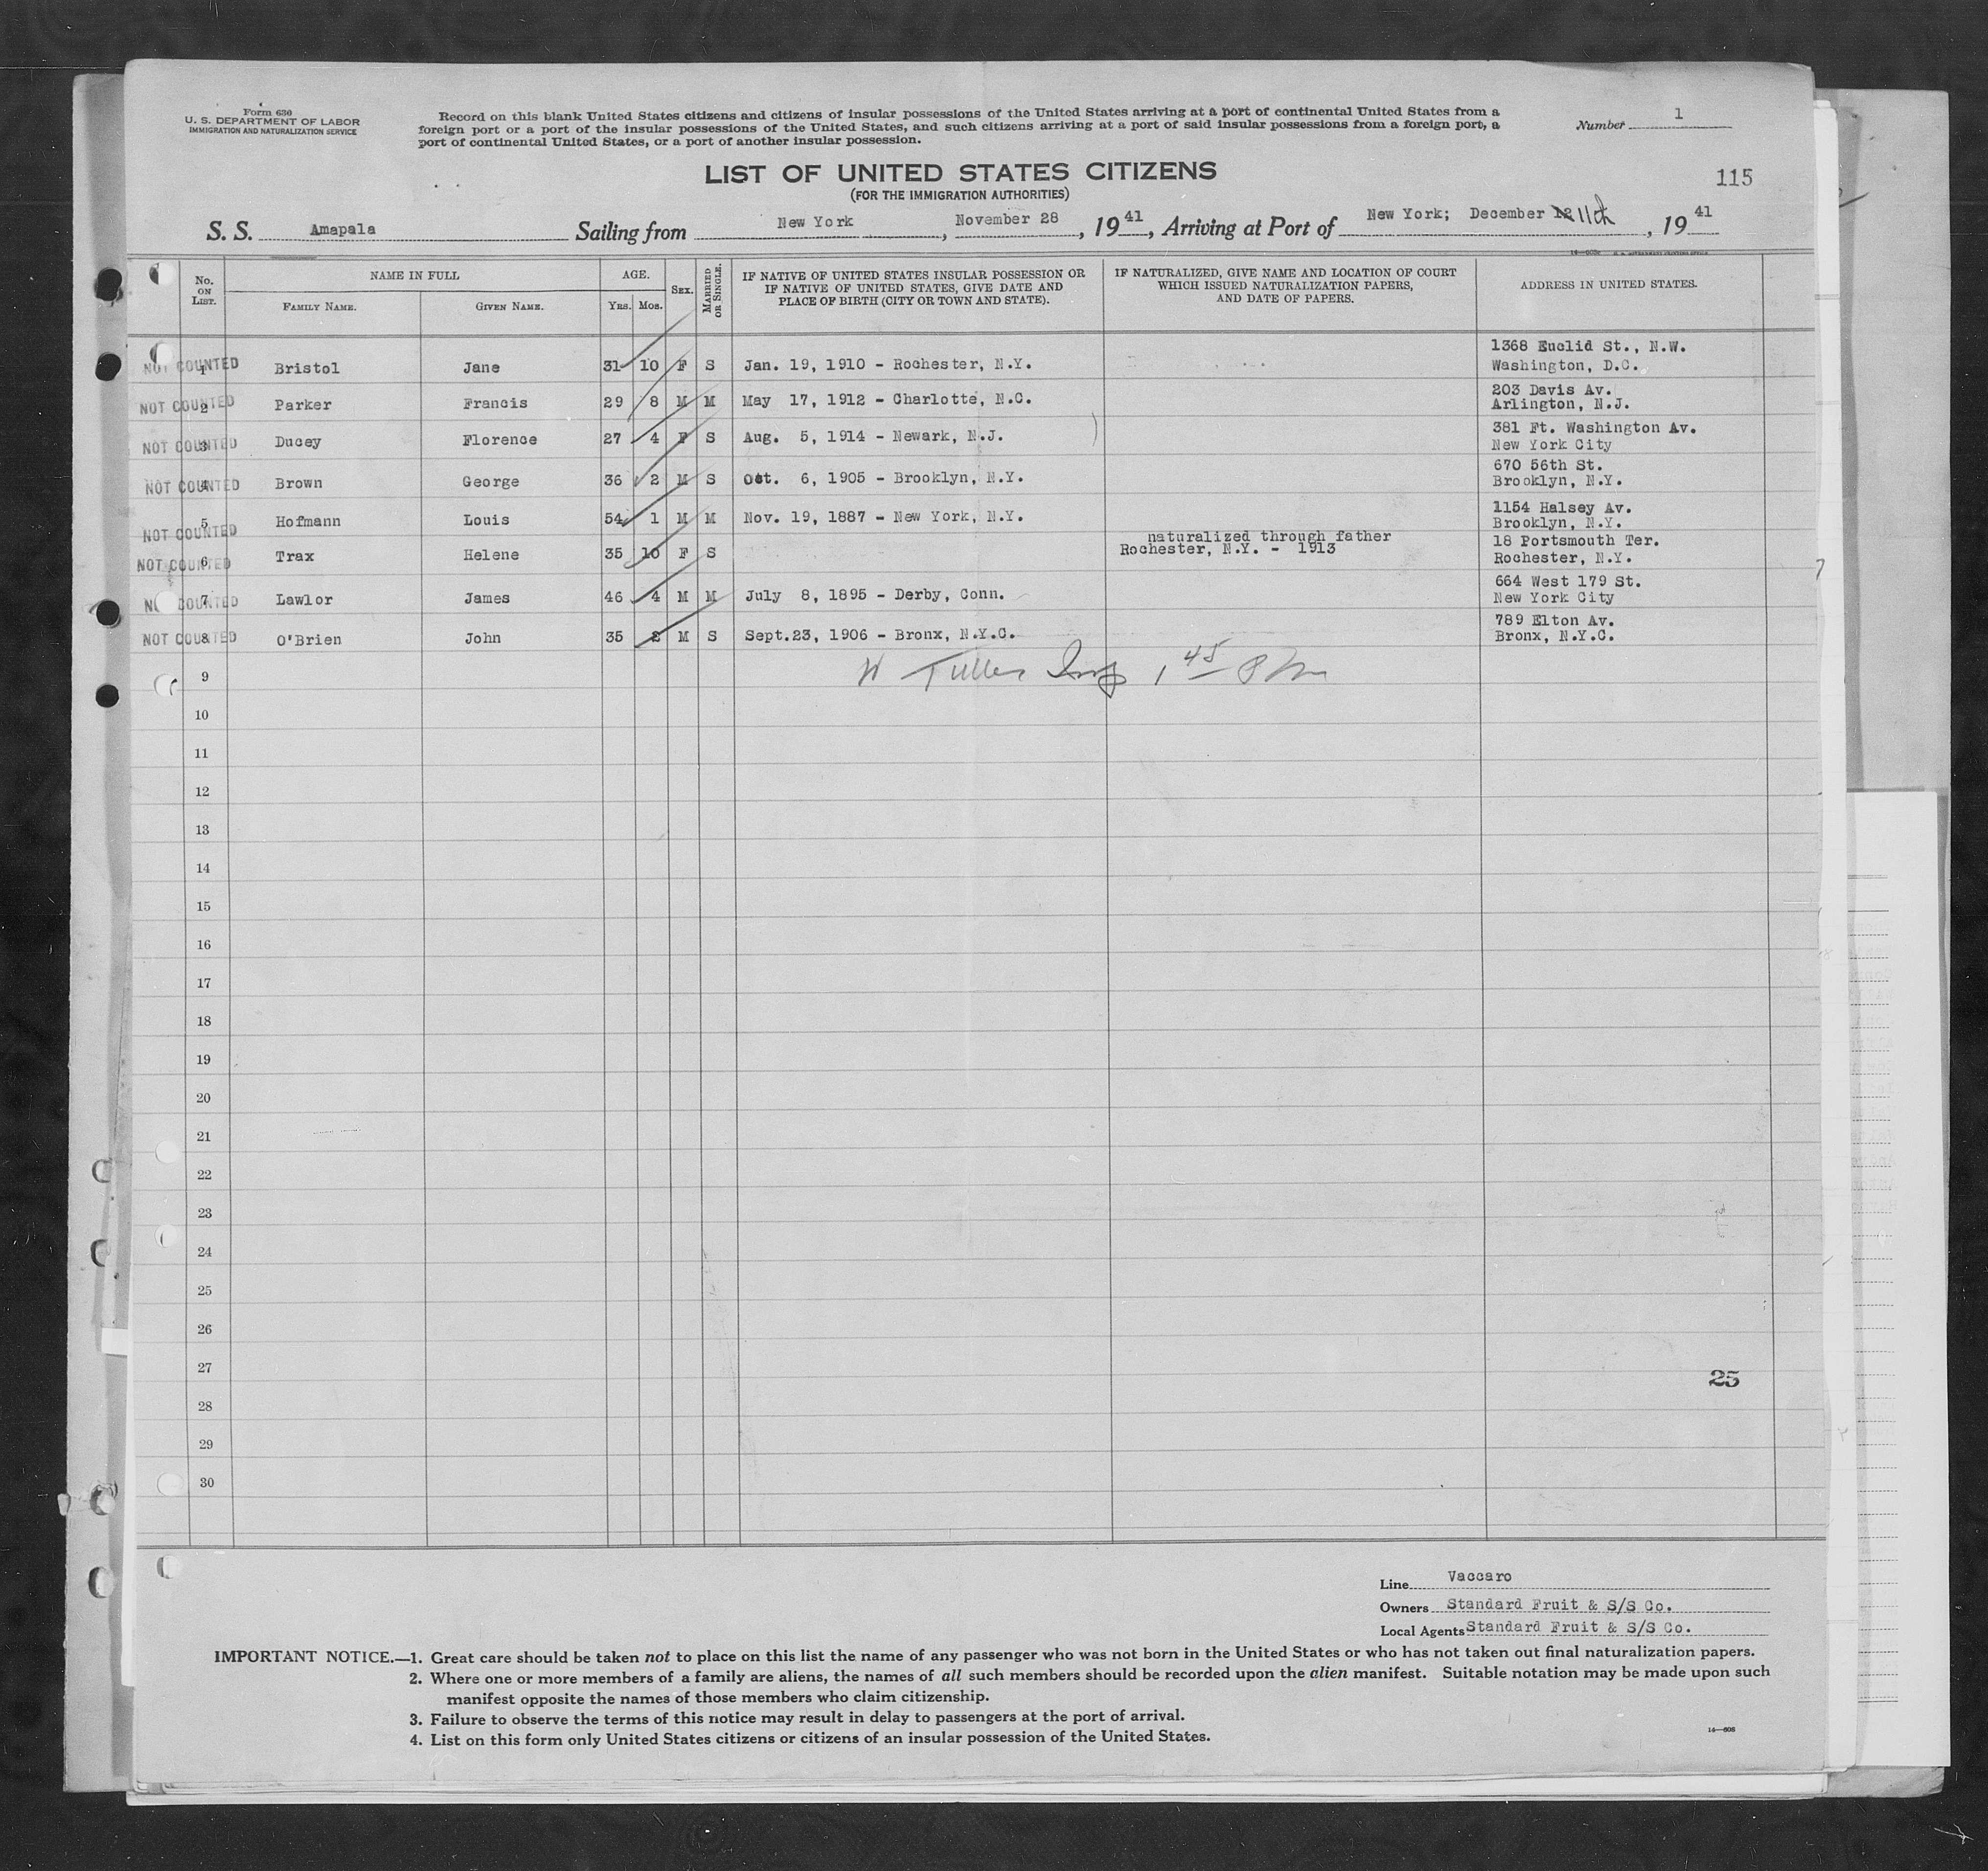 Form 630
U. S. DEPARTMENT OF LABOR
IMMIGRATION AND NATURALIZATION SERVICE
Record on this blank United States citizens and citizens of insular possessions of the United States arriving at a port of continental United States from a
foreign port or a port of the insular possessions of the United States, and such citizens arriving at a port of said insular possessions from a foreign port, a
port of continental United States, or a port of another insular possession.
Number 1
LIST OF UNITED STATES CITIZENS
(FOR THE IMMIGRATION AUTHORITIES)
115
S. S. Amapala Sailing from New York, November 28, 1941, Arriving at Port of New York; December 11th, 1941
No. ON LIST. NAME IN FULL AGE. SEX. MARRIED OR SINGLE. IF NATIVE OF UNITED STATES INSULAR POSSESSION OR IF NATIVE OF UNITED STATES, GIVE DATE AND PLACE OF BIRTH (CITY OR TOWN AND STATE). IF NATURALIZED, GIVE NAME AND LOCATION OF COURT WHICH ISSUED NATURALIZATION PAPERS, AND DATE OF PAPERS. ADDRESS IN UNITED STATES.
FAMILY NAME. GIVEN NAME. YRS. MOS.
NOT COUNTED 1 Bristol Jane 31 10 F S Jan. 19, 1910 - Rochester, N.Y. 1368 Euclid St., N.W. Washington, D.C.
NOT COUNTED 2 Parker Francis 29 8 M M May 17, 1912 - Charlotte, N.C. 203 Davis Av. Arlington, N.J.
NOT COUNTED 3 Ducey Florence 27 4 F S Aug. 5, 1914 - Newark, N.J. 381 Ft. Washington Av. New York City
NOT COUNTED 4 Brown George 36 2 M S Oct. 6, 1905 - Brooklyn, N.Y. 670 56th St. Brooklyn, N.Y.
NOT COUNTED 5 Hofmann Louis 54 1 M M Nov. 19, 1887 - New York, N.Y. 1154 Halsey Av. Brooklyn, N.Y.
NOT COUNTED 6 Trax Helene 35 10 F S naturalized through father Rochester, N.Y. - 1913 18 Portsmouth Ter. Rochester, N.Y.
NOT COUNTED 7 Lawlor James 46 4 M M July 8, 1895 - Derby, Conn. 664 West 179 St. New York City
NOT COUNTED 8 O'Brien John 35 2 M S Sept.23, 1906 - Bronx, N.Y.C. 789 Elton Av. Bronx, N.Y.C.
9 Tuller Insp 1 45 PM
10
11
12
13
14
15
16
17
18
19
20
21
22
23
24
25
26
27
25
28
29
30
Line Vaccaro
Owners Standard Fruit & S/S Co.
Local Agents Standard Fruit & S/S Co.
IMPORTANT NOTICE.—1. Great care should be taken not to place on this list the name of any passenger who was not born in the United States or who has not taken out final naturalization papers.
2. Where one or more members of a family are aliens, the names of all such members should be recorded upon the alien manifest. Suitable notation may be made upon such
manifest opposite the names of those members who claim citizenship.
3. Failure to observe the terms of this notice may result in delay to passengers at the port of arrival.
4. List on this form only United States citizens or citizens of an insular possession of the United States.
14—608